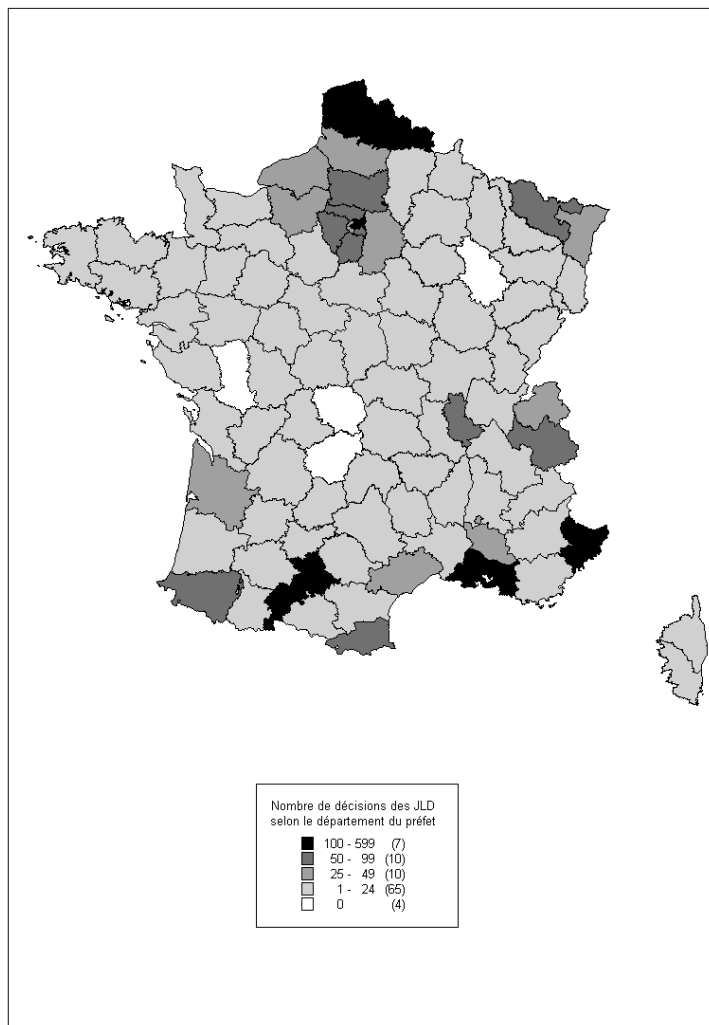 Nombre de décisions des JLD
selon le département du préfet
100 - 599 (7)
50 - 99 (10)
25 - 49 (10)
1 - 24 (65)
0 (4)